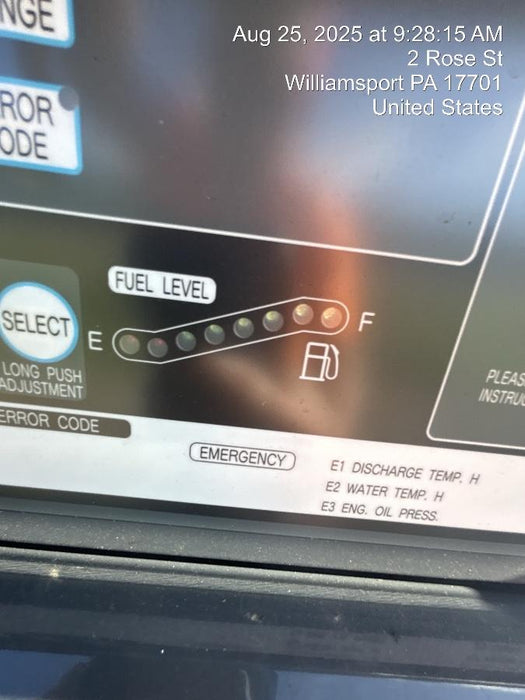 Aug 25, 2025 at 9:28:15 AM
2 Rose St
Williamsport PA 17701
United States
NGE
ROR
ODE
FUEL LEVEL
SELECT
E
F
LONG PUSH
ADJUSTMENT
PLEAS
INSTRU
ERROR CODE
EMERGENCY
E1 DISCHARGE TEMP. H
E2 WATER TEMP. H
E3 ENG. OIL PRESS.